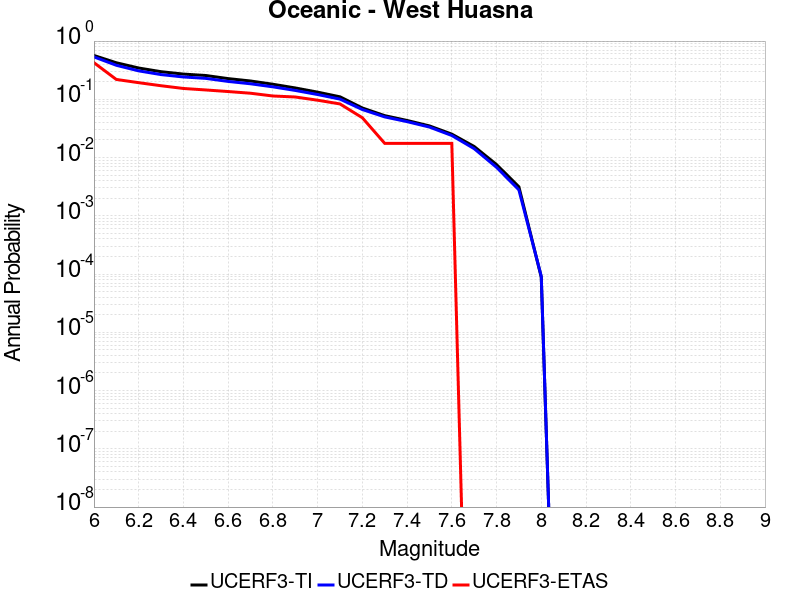 Oceanic - West Huasna
10^0
10^-1
10^-2
10^-3
10^-4
10^-5
10^-6
10^-7
10^-8
Annual Probability
6 6.2 6.4 6.6 6.8 7 7.2 7.4 7.6 7.8 8 8.2 8.4 8.6 8.8 9
Magnitude
UCERF3-TI UCERF3-TD UCERF3-ETAS